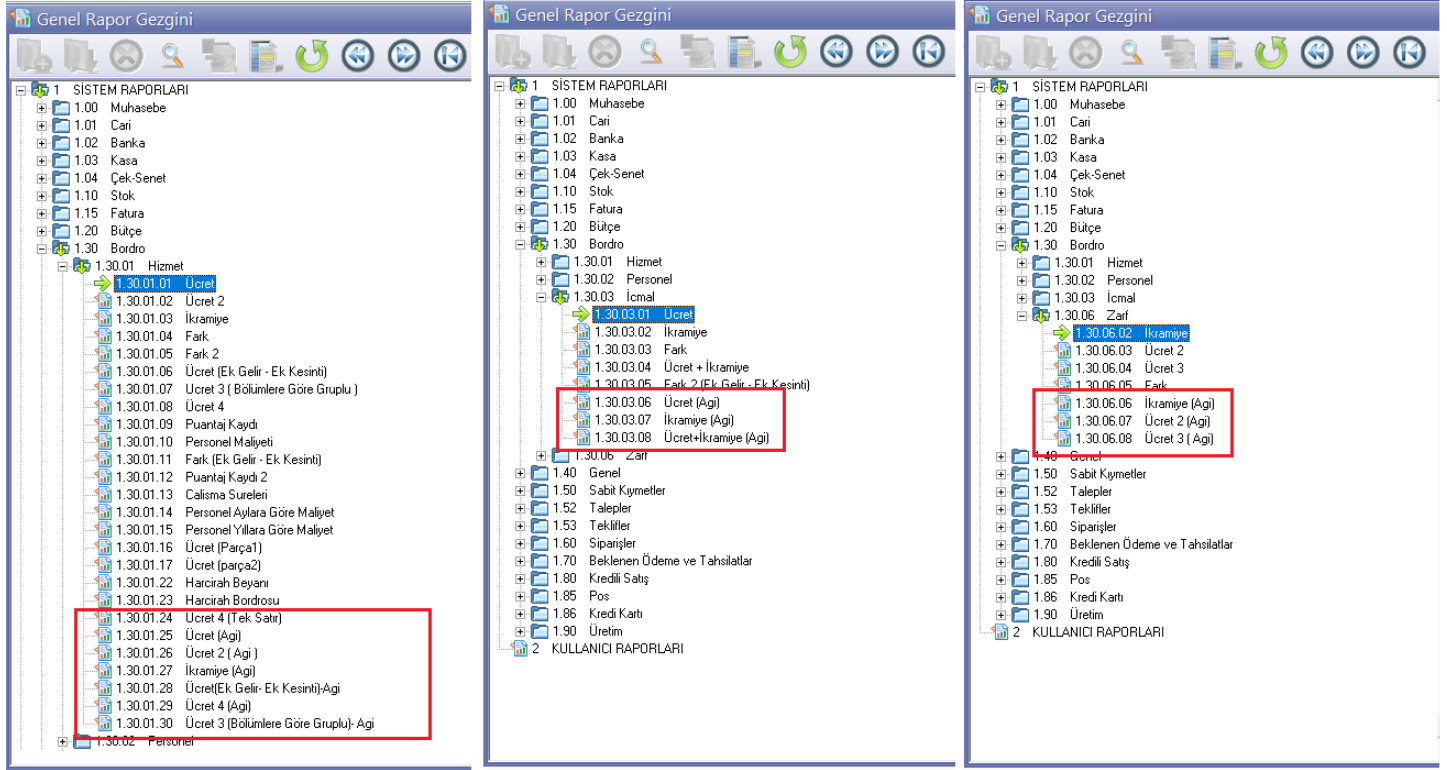 Genel Rapor Gezgini
1 SİSTEM RAPORLARI
1.00 Muhasebe
1.01 Cari
1.02 Banka
1.03 Kasa
1.04 Çek-Senet
1.10 Stok
1.15 Fatura
1.20 Bütçe
1.30 Bordro
1.30.01 Hizmet
1.30.01.01 Ücret
1.30.01.02 Ücret 2
1.30.01.03 İkramiye
1.30.01.04 Fark
1.30.01.05 Fark 2
1.30.01.06 Ücret (Ek Gelir - Ek Kesinti)
1.30.01.07 Ücret 3 ( Bölümlere Göre Gruplu )
1.30.01.08 Ücret 4
1.30.01.09 Puantaj Kaydı
1.30.01.10 Personel Maliyeti
1.30.01.11 Fark (Ek Gelir - Ek Kesinti)
1.30.01.12 Puantaj Kaydı 2
1.30.01.13 Calisma Sureleri
1.30.01.14 Personel Aylara Göre Maliyet
1.30.01.15 Personel Yıllara Göre Maliyet
1.30.01.16 Ücret (Parça1)
1.30.01.17 Ücret (parça2)
1.30.01.22 Harcirah Beyanı
1.30.01.23 Harcirah Bordrosu
1.30.01.24 Ücret 4 (Tek Satır)
1.30.01.25 Ücret (Agi)
1.30.01.26 Ücret 2 ( Agi )
1.30.01.27 İkramiye (Agi)
1.30.01.28 Ücret(Ek Gelir- Ek Kesinti)-Agi
1.30.01.29 Ücret 4 (Agi)
1.30.01.30 Ücret 3 (Bölümlere Göre Gruplu)- Agi
1.30.02 Personel
Genel Rapor Gezgini
1 SİSTEM RAPORLARI
1.00 Muhasebe
1.01 Cari
1.02 Banka
1.03 Kasa
1.04 Çek-Senet
1.10 Stok
1.15 Fatura
1.20 Bütçe
1.30 Bordro
1.30.01 Hizmet
1.30.02 Personel
1.30.03 İcmal
1.30.03.01 Ücret
1.30.03.02 İkramiye
1.30.03.03 Fark
1.30.03.04 Ücret + İkramiye
1.30.03.05 Fark 2 (Ek Gelir - Ek Kesinti)
1.30.03.06 Ücret (Agi)
1.30.03.07 İkramiye (Agi)
1.30.03.08 Ücret+İkramiye (Agi)
1.30.06 Zarf
1.40 Genel
1.50 Sabit Kıymetler
1.52 Talepler
1.53 Teklifler
1.60 Siparişler
1.70 Beklenen Ödeme ve Tahsilatlar
1.80 Kredili Satış
1.85 Pos
1.86 Kredi Kartı
1.90 Üretim
2 KULLANICI RAPORLARI
Genel Rapor Gezgini
1 SİSTEM RAPORLARI
1.00 Muhasebe
1.01 Cari
1.02 Banka
1.03 Kasa
1.04 Çek-Senet
1.10 Stok
1.15 Fatura
1.20 Bütçe
1.30 Bordro
1.30.01 Hizmet
1.30.02 Personel
1.30.03 İcmal
1.30.06 Zarf
1.30.06.02 İkramiye
1.30.06.03 Ücret 2
1.30.06.04 Ücret 3
1.30.06.05 Fark
1.30.06.06 İkramiye (Agi)
1.30.06.07 Ücret 2 (Agi)
1.30.06.08 Ücret 3 ( Agi)
1.40 Genel
1.50 Sabit Kıymetler
1.52 Talepler
1.53 Teklifler
1.60 Siparişler
1.70 Beklenen Ödeme ve Tahsilatlar
1.80 Kredili Satış
1.85 Pos
1.86 Kredi Kartı
1.90 Üretim
2 KULLANICI RAPORLARI